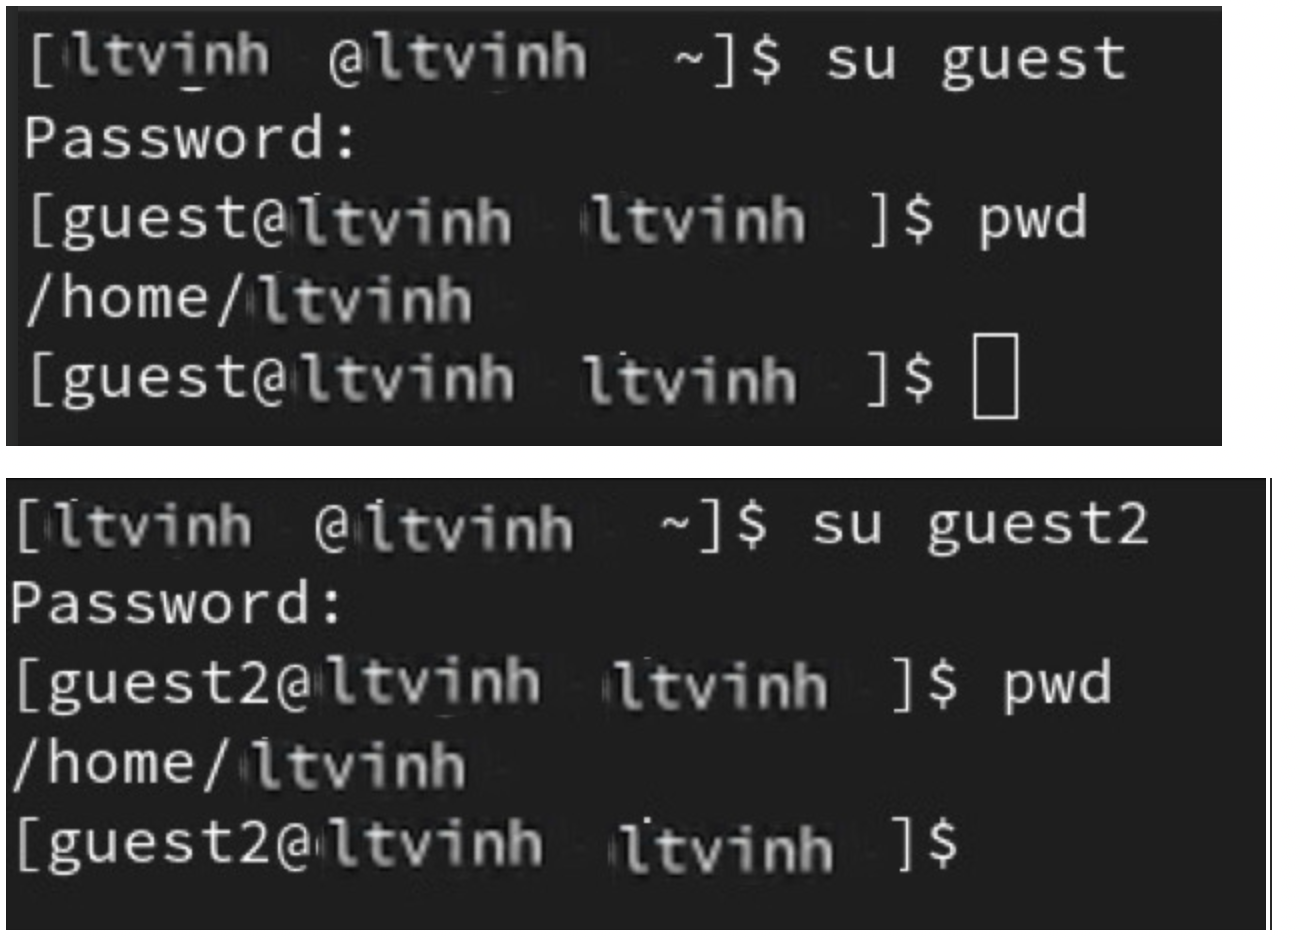 [ltvinh @ltvinh ~]$ su guest
Password:
[guest@ltvinh ltvinh ]$ pwd
/home/ltvinh
[guest@ltvinh ltvinh ]$
[ltvinh @ltvinh ~]$ su guest2
Password:
[guest2@ltvinh ltvinh ]$ pwd
/home/ltvinh
[guest2@ltvinh ltvinh ]$